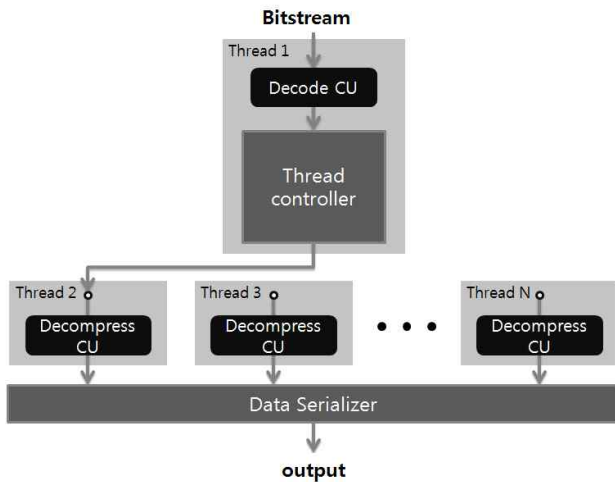 Bitstream
Thread 1
Decode CU
Thread
controller
Thread 2
Thread 3
Thread N
Decompress
CU
Decompress
CU
Decompress
CU
Data Serializer
output